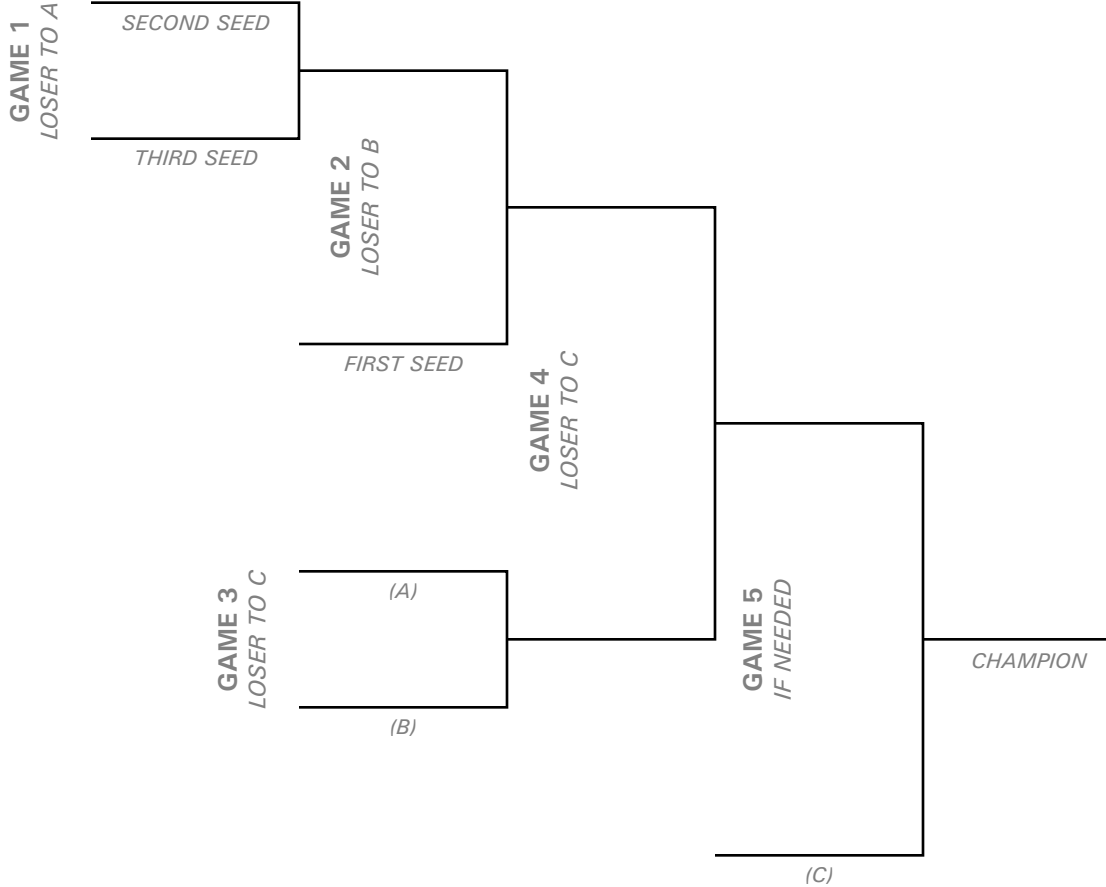 GAME 1
LOSER TO A
SECOND SEED
THIRD SEED
GAME 2
LOSER TO B
FIRST SEED
GAME 4
LOSER TO C
GAME 3
LOSER TO C
(A)
(B)
GAME 5
IF NEEDED
CHAMPION
(C)